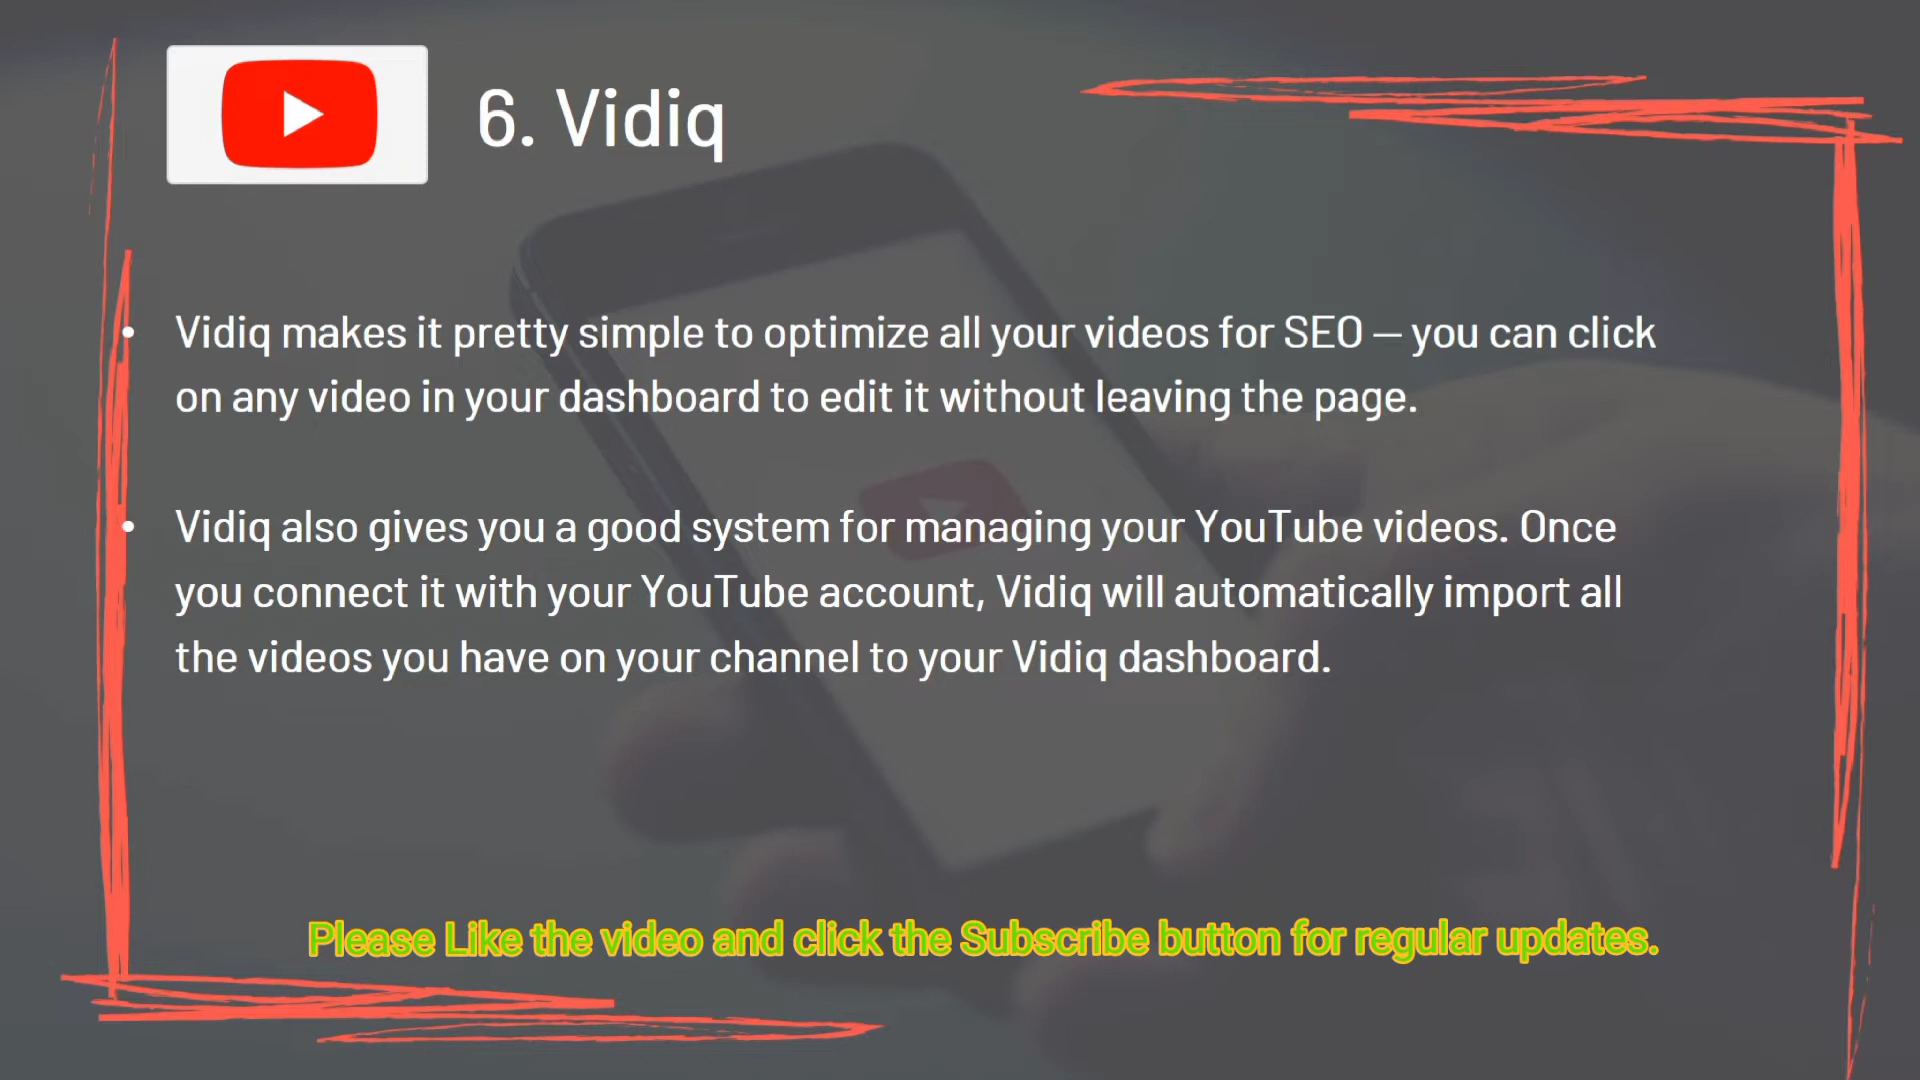 6. Vidiq
• Vidiq makes it pretty simple to optimize all your videos for SEO – you can click
on any video in your dashboard to edit it without leaving the page.
• Vidiq also gives you a good system for managing your YouTube videos. Once
you connect it with your YouTube account, Vidiq will automatically import all
the videos you have on your channel to your Vidiq dashboard.
Please Like the video and click the Subscribe button for regular updates.